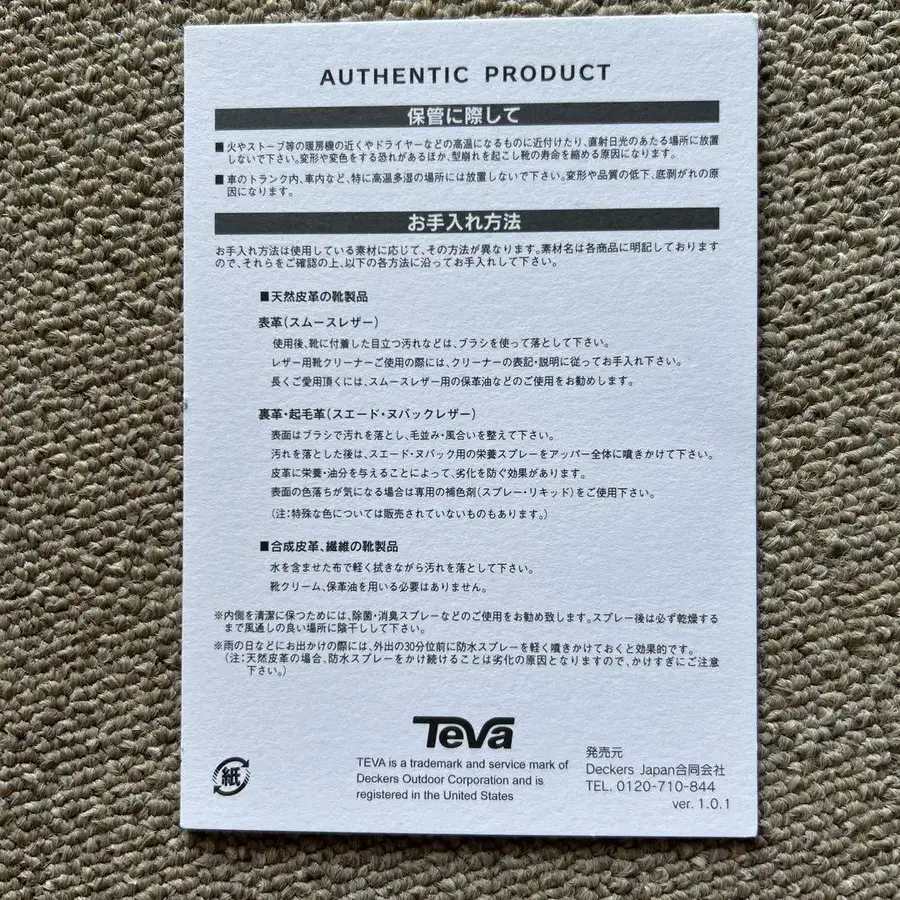 AUTHENTIC PRODUCT
保管に際して
■火やストーブ等の暖房機の近くやドライヤーなどの高温になるものに近付けたり、直射日光のあたる場所に放置
しないで下さい。変形や変色をする恐れがあるほか、型崩れを起こし靴の寿命を縮める原因になります。
■車のトランク内、車内など、特に高温多湿の場所には放置しないで下さい。変形や品質の低下、底剥がれの原
因になります。
お手入れ方法
お手入れ方法は使用している素材に応じて、その方法が異なります。素材名は各商品に明記しております
ので、それらをご確認の上、以下の各方法に沿ってお手入れして下さい。
■天然皮革の靴製品
表革(スムースレザー)
使用後、靴に付着した目立つ汚れなどは、ブラシを使って落として下さい。
レザー用靴クリーナーご使用の際には、クリーナーの表記・説明に従ってお手入れ下さい。
長くご愛用頂くには、スムースレザー用の保革油などのご使用をお勧めします。
裏革・起毛革(スエード・ヌバックレザー)
表面はブラシで汚れを落とし、毛並み・風合いを整えて下さい。
汚れを落とした後は、スエード・ヌバック用の栄養スプレーをアッパー全体に噴きかけて下さい。
皮革に栄養・油分を与えることによって、劣化を防ぐ効果があります。
表面の色落ちが気になる場合は専用の補色剤(スプレー・リキッド)をご使用下さい。
(注:特殊な色については販売されていないものもあります。)
■合成皮革、繊維の靴製品
水を含ませた布で軽く拭きながら汚れを落として下さい。
靴クリーム、保革油を用いる必要はありません。
※内側を清潔に保つためには、除菌・消臭スプレーなどのご使用をお勧め致します。スプレー後は必ず乾燥する
まで風通しの良い場所に陰干しして下さい。
※雨の日などにお出かけの際には、外出の30分位前に防水スプレーを軽く噴きかけておくと効果的です。
(注:天然皮革の場合、防水スプレーをかけ続けることは劣化の原因となりますので、かけすぎにご注意
下さい。)
紙
Teva
TEVA is a trademark and service mark of
Deckers Outdoor Corporation and is
registered in the United States
発売元
Deckers Japan合同会社
TEL. 0120-710-844
ver. 1.0.1